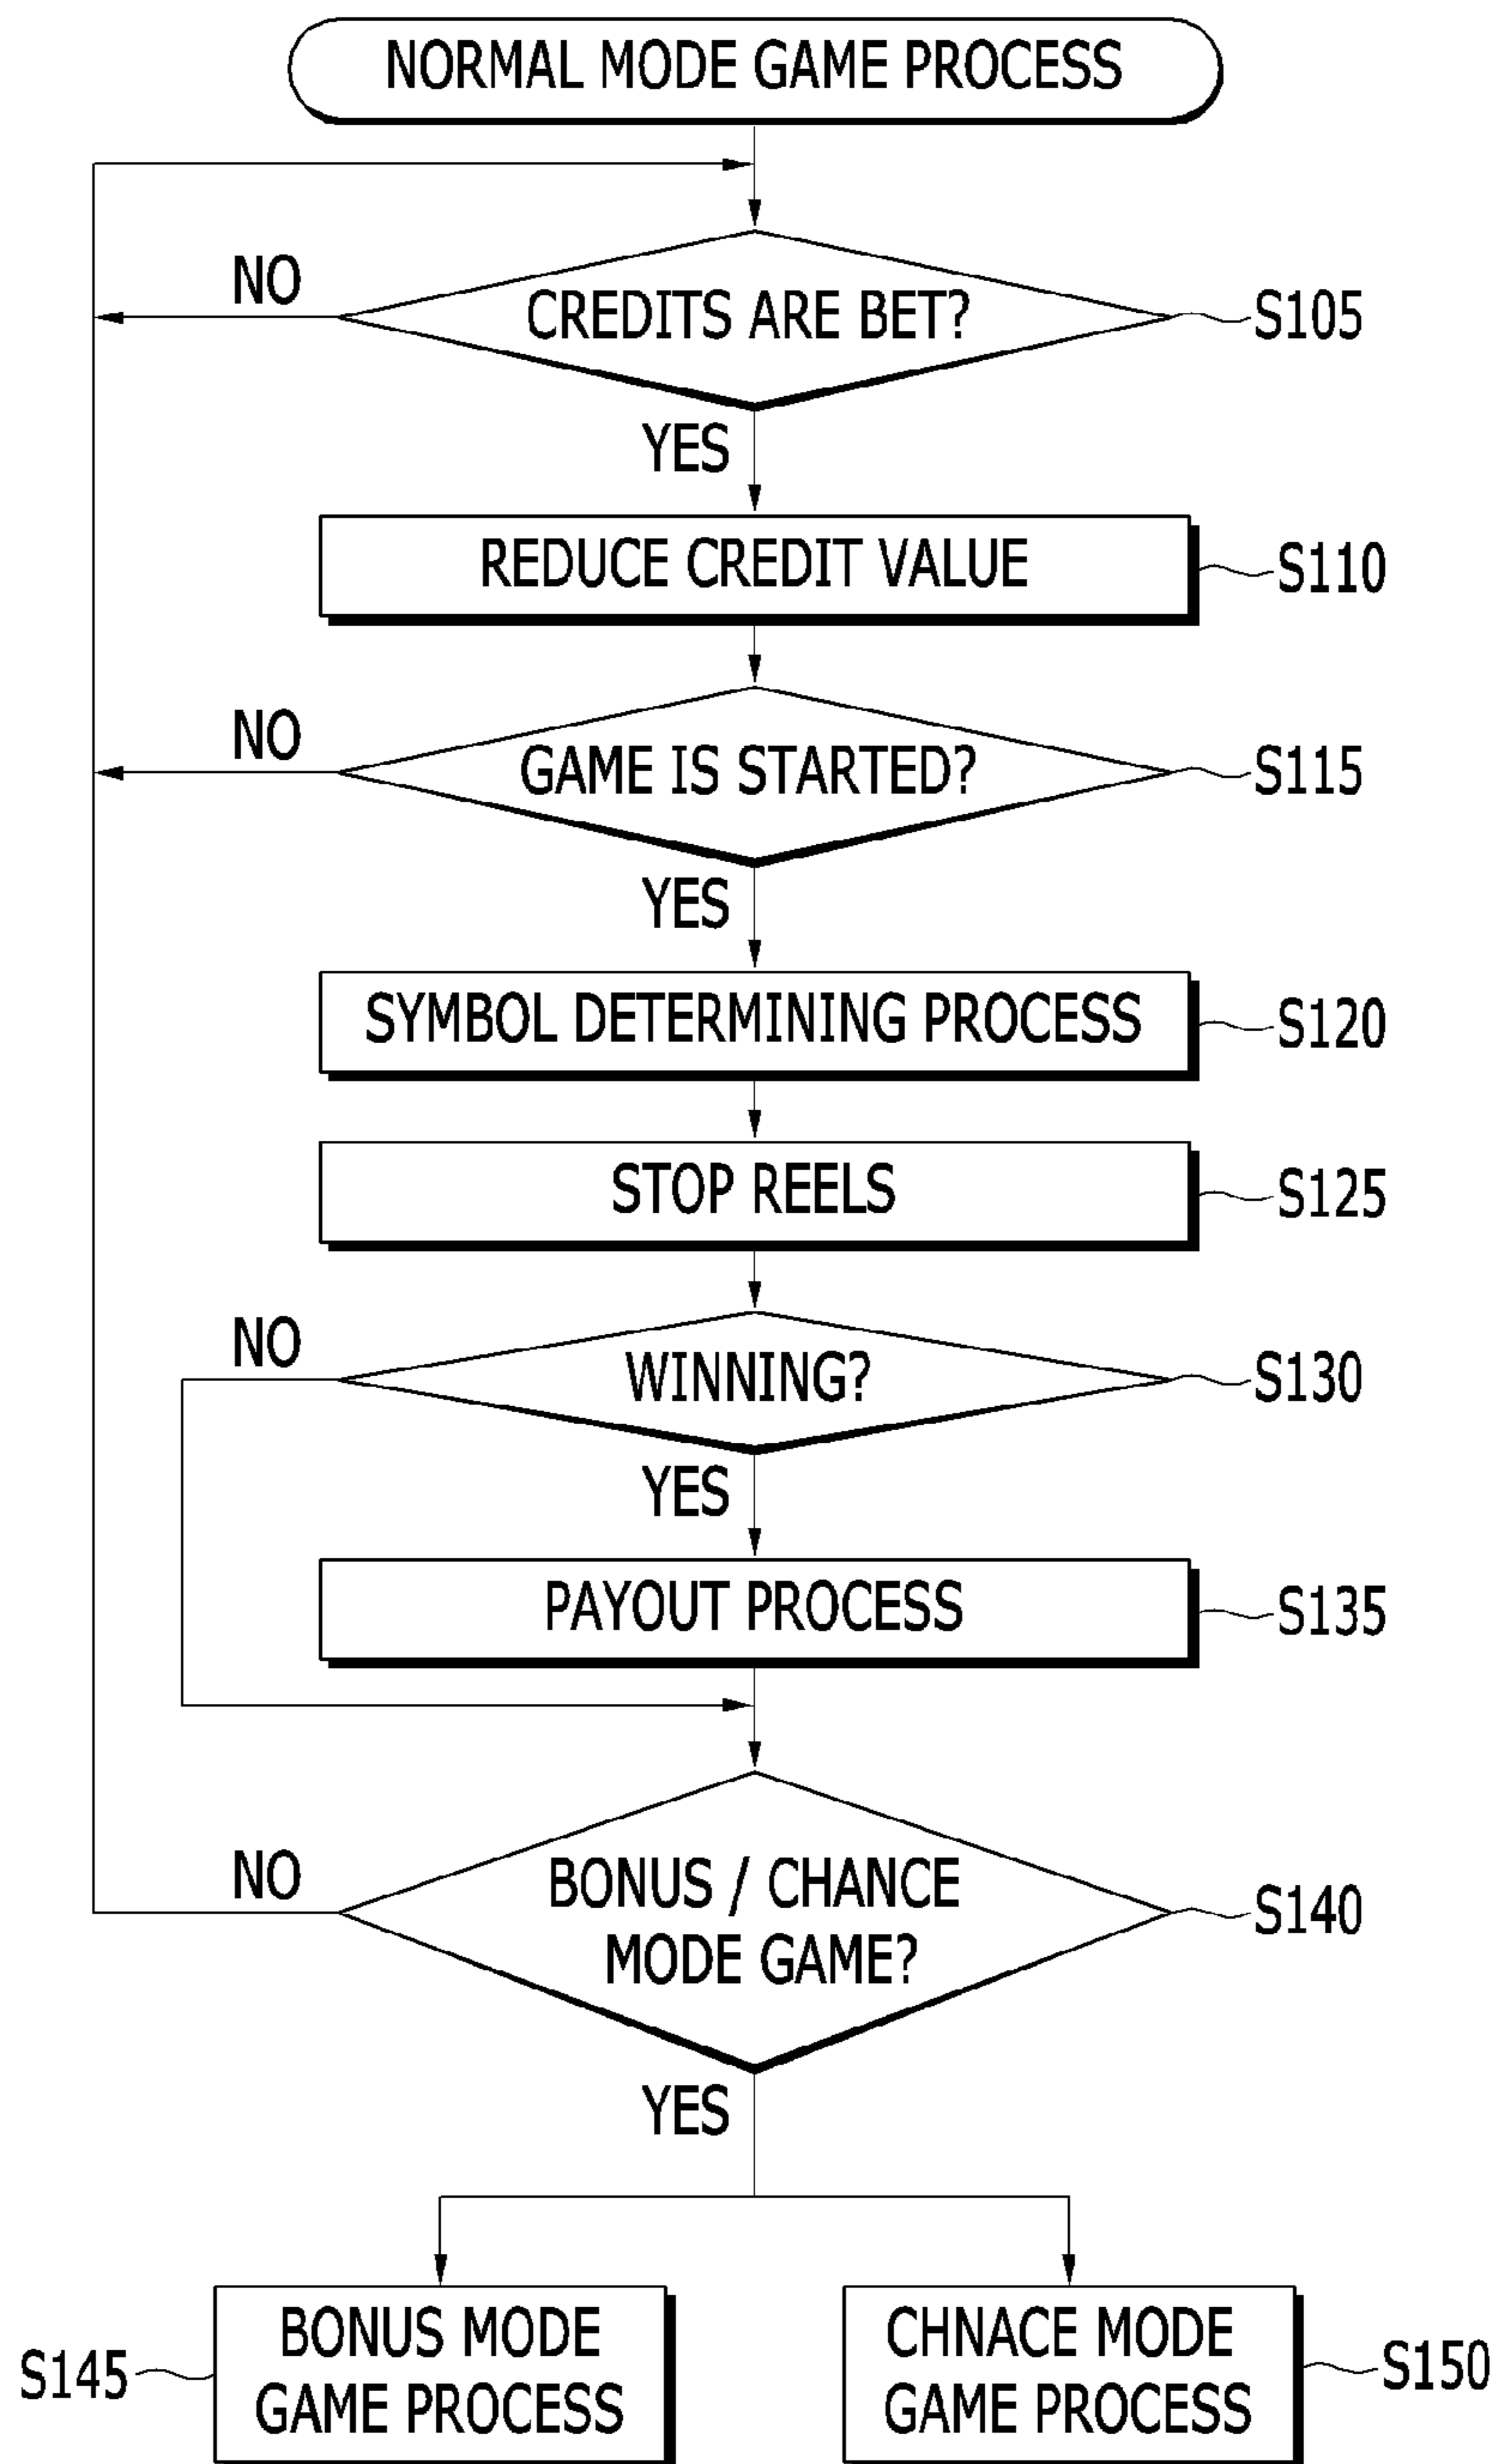 NORMAL MODE GAME PROCESS
NO
CREDITS ARE BET?
S105
YES
REDUCE CREDIT VALUE
S110
NO
GAME IS STARTED?
S115
YES
SYMBOL DETERMINING PROCESS
S120
STOP REELS
S125
NO
WINNING?
S130
YES
PAYOUT PROCESS
S135
NO
BONUS / CHANCE
MODE GAME?
S140
YES
S145
BONUS MODE
GAME PROCESS
CHNACE MODE
GAME PROCESS
S150